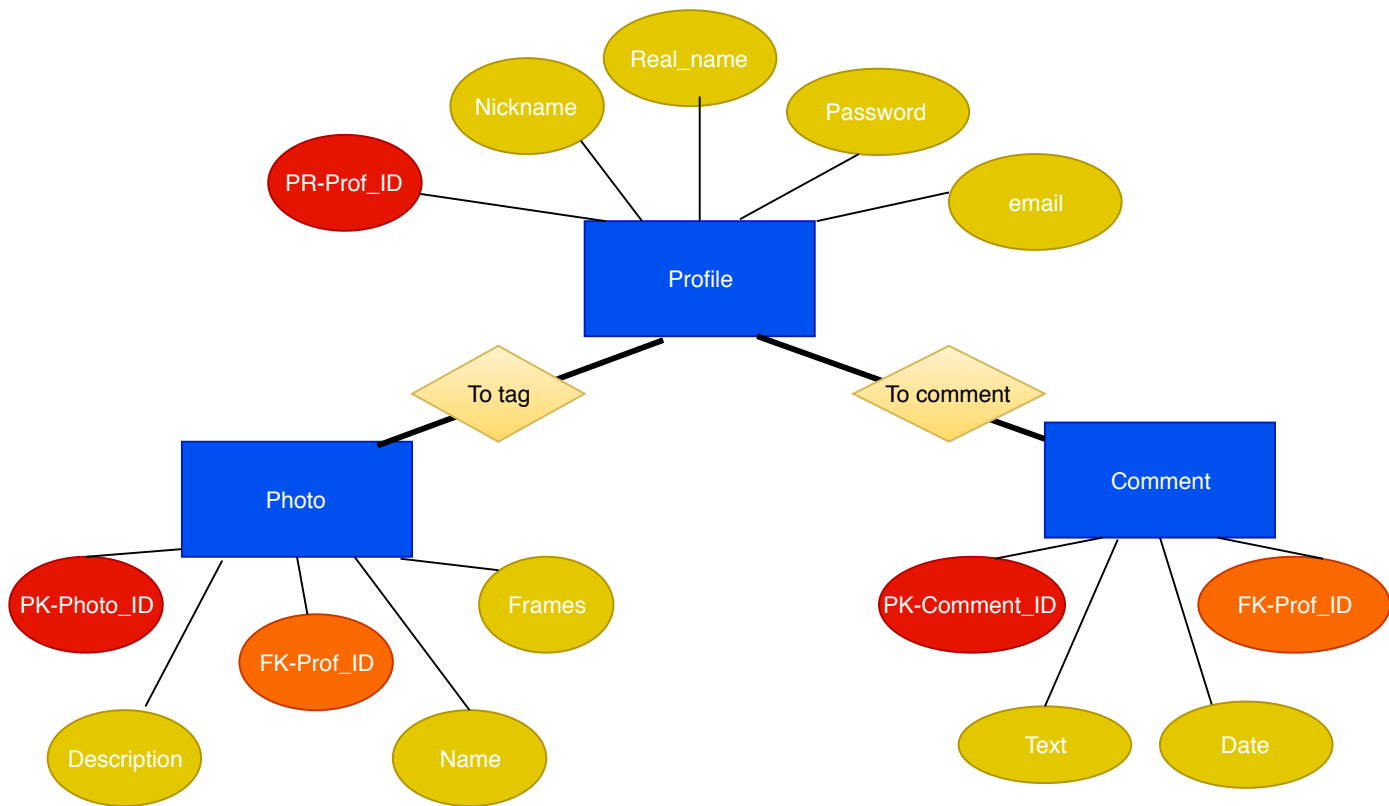 Real_name
Nickname
Password
PR-Prof_ID
email
Profile
To tag
To comment
Photo
Comment
PK-Photo_ID
Frames
FK-Prof_ID
Description
Name
PK-Comment_ID
FK-Prof_ID
Text
Date